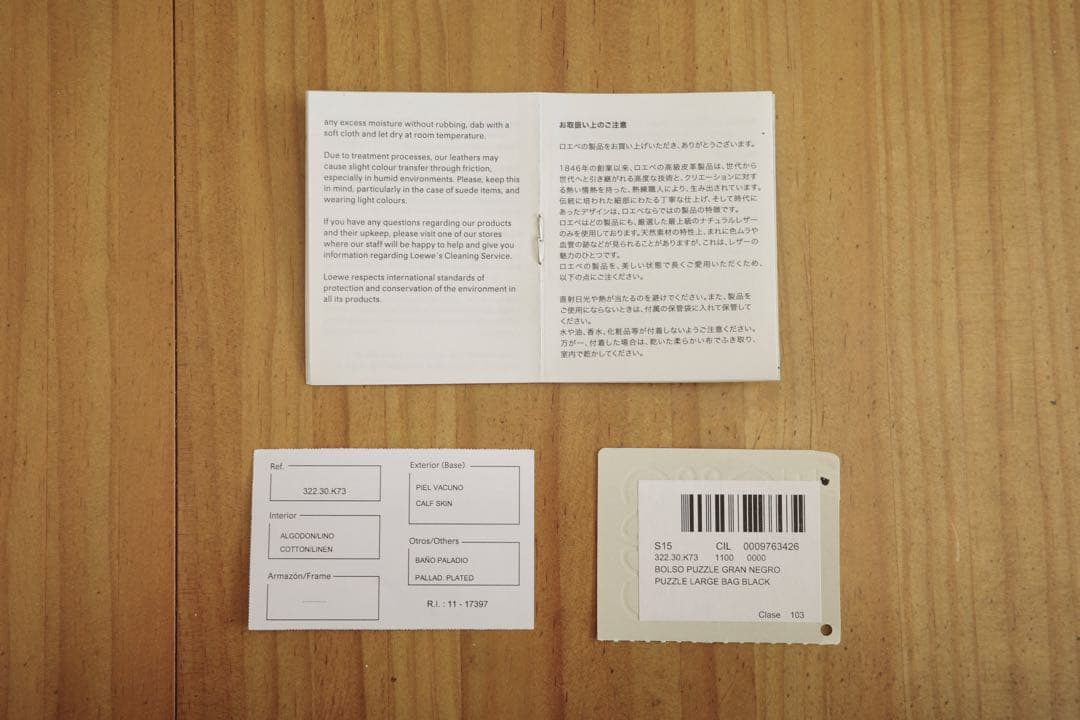 any excess moisture without rubbing, dab with a
soft cloth and let dry at room temperature.
Due to treatment processes, our leathers may
cause slight colour transfer through friction,
especially in humid environments. Please, keep this
in mind, particularly in the case of suede items, and
wearing light colours.
If you have any questions regarding our products
and their upkeep, please visit one of our stores
where our staff will be happy to help and give you
information regarding Loewe's Cleaning Service.
Loewe respects international standards of
protection and conservation of the environment in
all its products.
お取扱い上のご注意
ロエベの製品をお買い上げいただき、ありがとうございます。
1846年の創業以来、ロエベの高級皮革製品は、世代から
世代へと引き継がれる高度な技術と、クリエーションに対す
る熱い情熱を持った、熟練職人により、生み出されています。
伝統に培われた細部にわたる丁寧な仕上げ、そして時代に
あったデザインは、ロエベならではの製品の特徴です。
ロエベはどの製品にも、厳選した最上級のナチュラルレザー
のみを使用しております。天然素材の特性上、まれに色ムラや
血管の跡などが見られることがありますが、これは、レザーの
魅力のひとつです。
ロエベの製品を、美しい状態で長くご愛用いただくため、
以下の点にご注ください。
直射日光や熱が当たるのを避けてください。また、製品を
ご使用にならないときは、付属の保管袋に入れて保管して
ください。
水や油、香水、化粧品等が付着しないようご注意ください。
万が一、付着した場合は、乾いた柔らかい布でふき取り、
室内で乾かしてください。
Ref.
322.30.K73
Interior
ALGODON/LINO
COTTON/LINEN
Armazón/Frame
Exterior (Base)
PIEL VACUNO
CALF SKIN
Otros/Others
BAÑO PALADIO
PALLAD. PLATED
R.I. : 11 - 17397
S15 CIL 0009763426
322.30.K73 1100 0000
BOLSO PUZZLE GRAN NEGRO
PUZZLE LARGE BAG BLACK
Clase 103